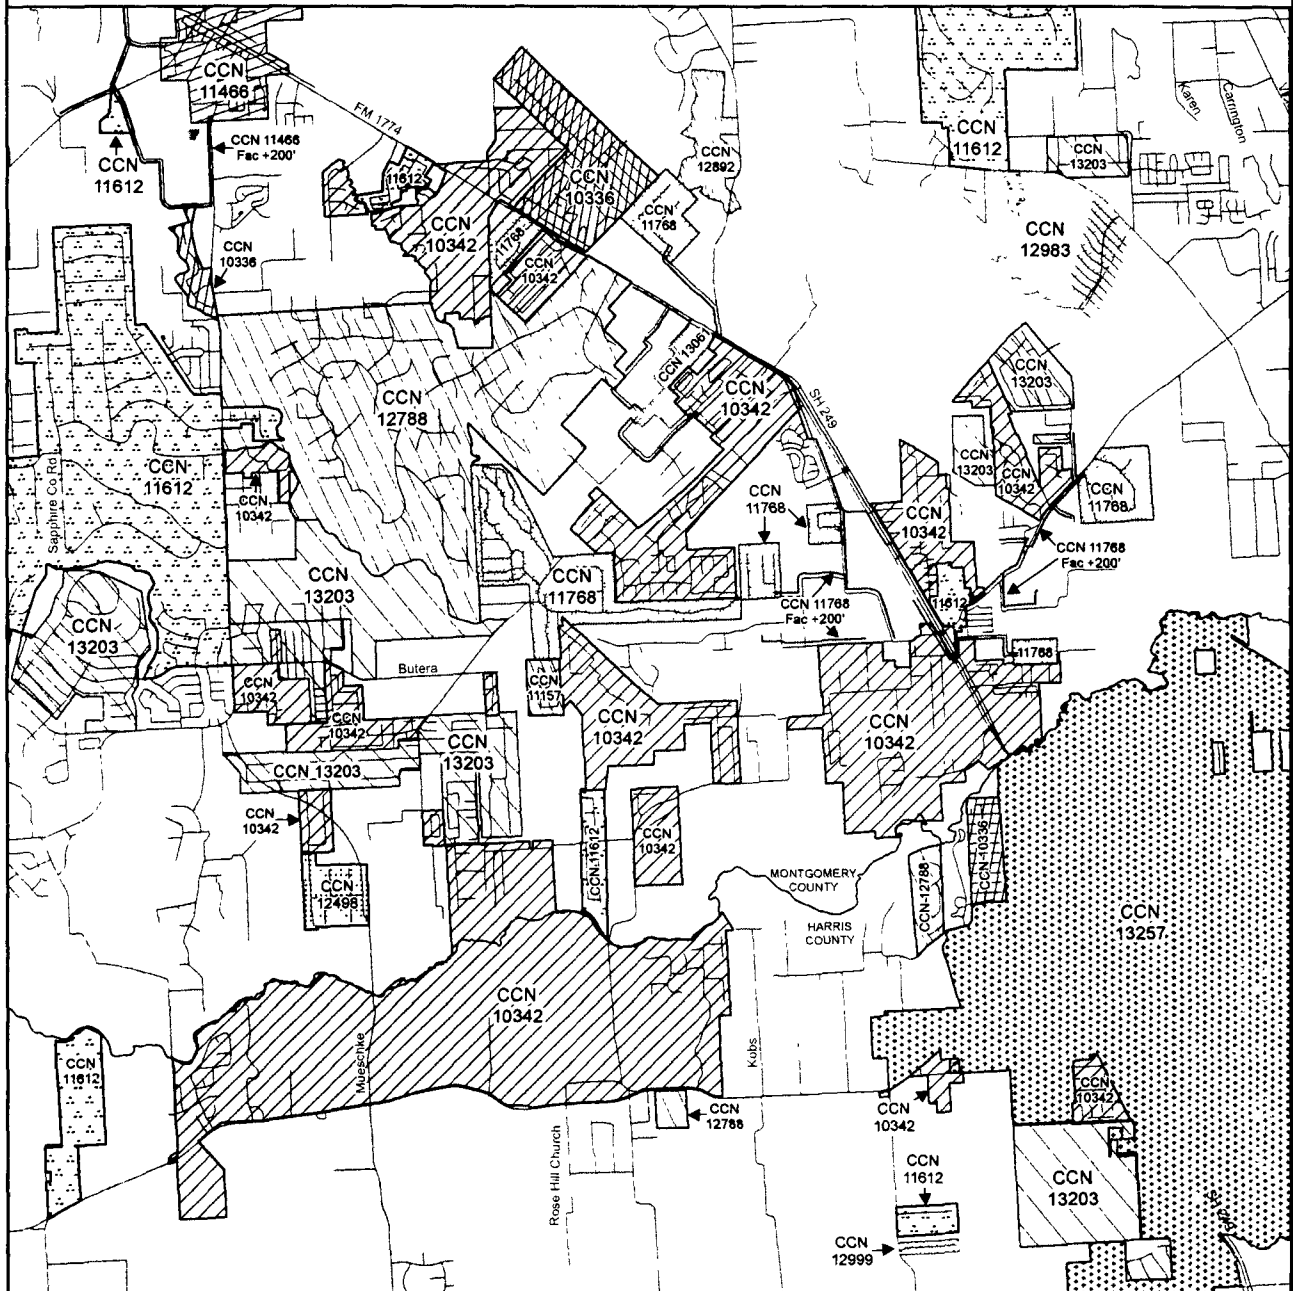 CCN
11466
CCN 11466
Fac +200'
CCN
11612
FM 1774
11612
CCN
10336
CCN
12892
CCN
11612
CCN
13203
Karen
Carrington
CCN
10342
11768
CCN
10342
CCN
11768
CCN
12983
CCN
10336
CCN 13061
CCN
10342
SH 249
CCN
13203
CCN
12788
CCN
11612
Sapphire Co Rd
CCN
10342
CCN
11768
CCN
13203
CCN
10342
CCN
11768
CCN
10342
CCN 11768
Fac +200'
CCN
13203
CCN
11768
CCN 11768
Fac +200'
11612
CCN
13203
11768
Butera
CCN
11157
CCN
10342
CCN
10342
CCN
10342
CCN
10342
CCN
13203
CCN 13203
CCN
10342
CCN 11612
CCN
10342
CCN 10336
CCN
12498
MONTGOMERY
COUNTY
CCN-12788
HARRIS
COUNTY
CCN
13257
CCN
10342
Mueschke
Kobs
CCN
11612
CCN
12788
CCN
10342
CCN
10342
Rose Hill Church
CCN
11612
CCN
13203
SH 249
CCN
12999